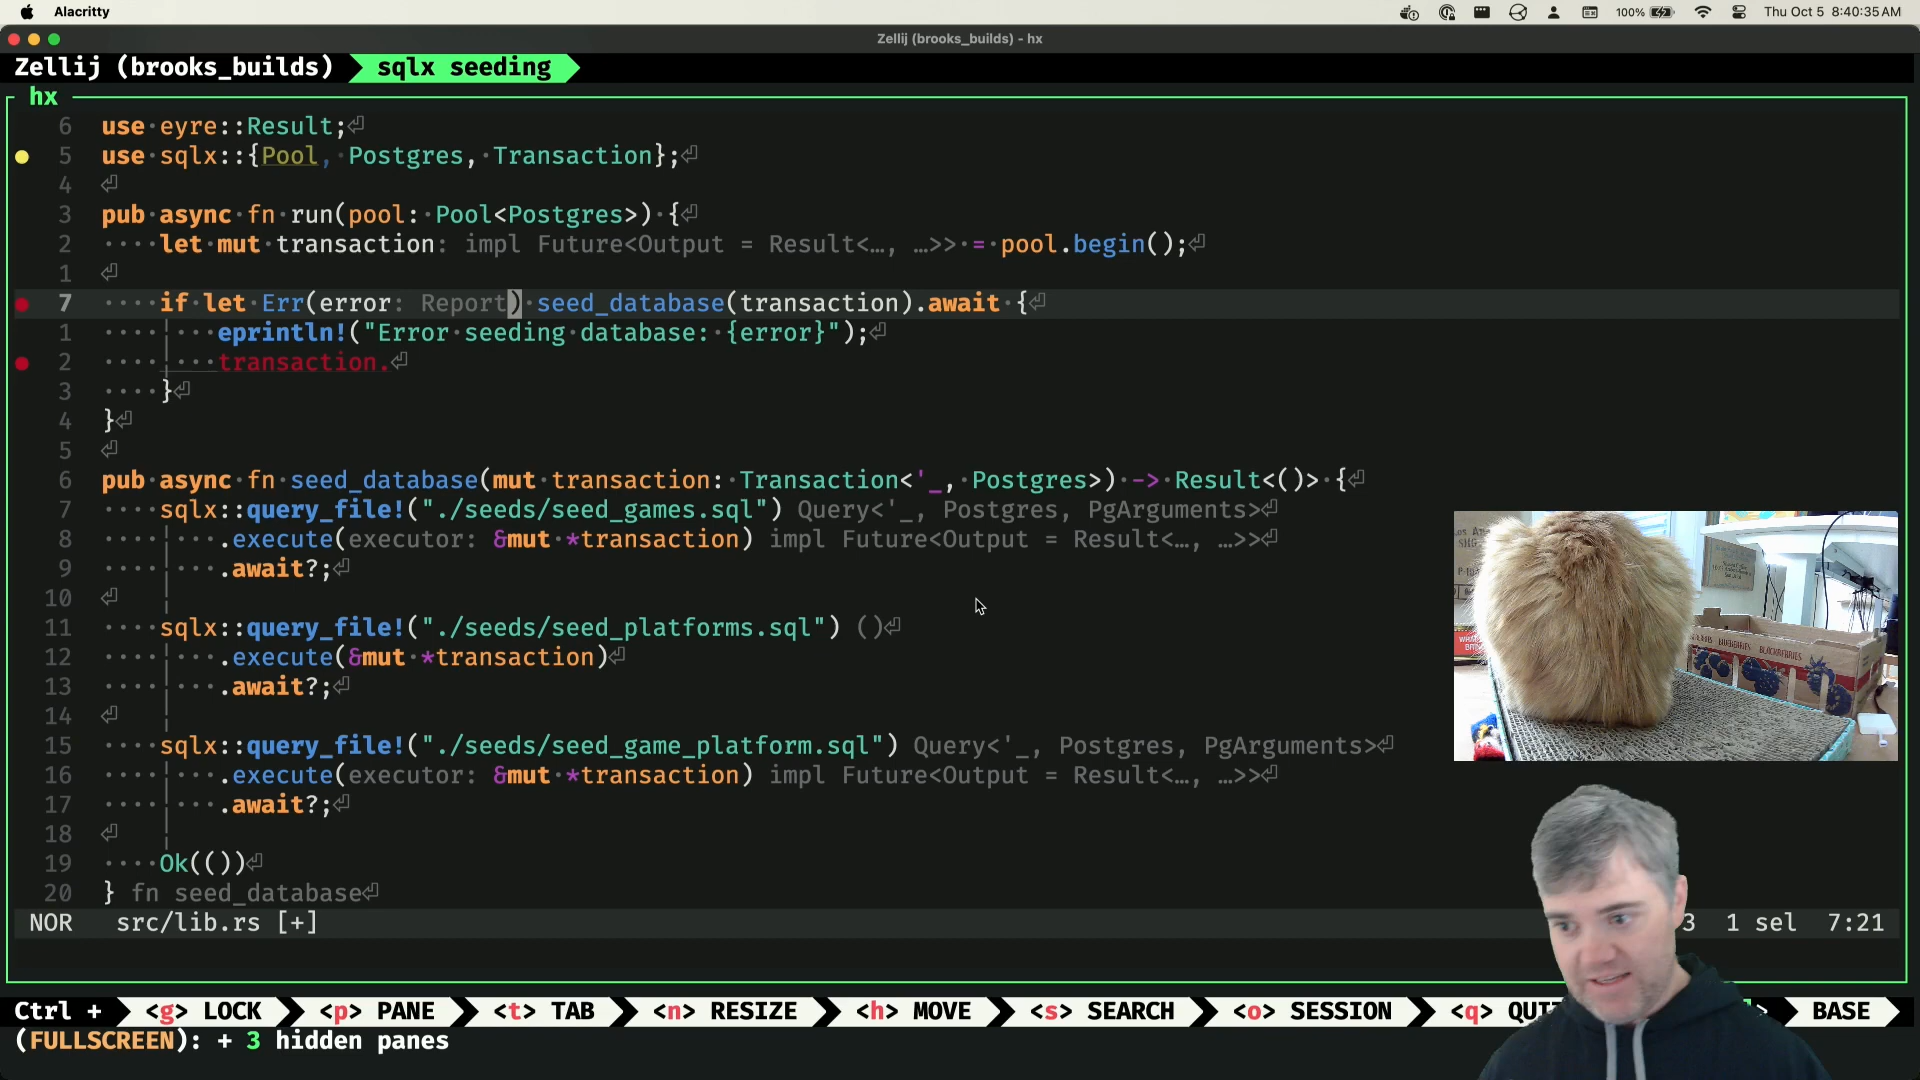 Alacritty
100%
Thu Oct 5 8:40:35 AM
Zellij (brooks_builds) - hx
Zellij (brooks_builds) sqlx seeding
hx
6 use·eyre::Result;⏎
5 use·sqlx::{Pool,·Postgres,·Transaction};⏎
4 ⏎
3 pub·async·fn·run(pool:·Pool<Postgres>)·{⏎
2 ····let·mut·transaction: impl Future<Output = Result<…, …>>·=·pool.begin();⏎
1 ⏎
7 ····if·let·Err(error: Report)·seed_database(transaction).await·{⏎
1 ········eprintln!("Error·seeding·database:·{error}");⏎
2 ········transaction.⏎
3 ····}⏎
4 }⏎
5 ⏎
6 pub·async·fn·seed_database(mut·transaction:·Transaction<'_,·Postgres>)·->·Result<()>·{⏎
7 ····sqlx::query_file!("./seeds/seed_games.sql") Query<'_, Postgres, PgArguments>⏎
8 ········.execute(executor: &mut·*transaction) impl Future<Output = Result<…, …>>⏎
9 ········.await?;⏎
10 ⏎
11 ····sqlx::query_file!("./seeds/seed_platforms.sql") ()⏎
12 ········.execute(&mut·*transaction)⏎
13 ········.await?;⏎
14 ⏎
15 ····sqlx::query_file!("./seeds/seed_game_platform.sql") Query<'_, Postgres, PgArguments>⏎
16 ········.execute(executor: &mut·*transaction) impl Future<Output = Result<…, …>>⏎
17 ········.await?;⏎
18 ⏎
19 ····Ok(())⏎
20 } fn seed_database⏎
BLUEBERRIES BLACKBERRIES
NOR src/lib.rs [+] 3 1 sel 7:21
Ctrl + <g> LOCK <p> PANE <t> TAB <n> RESIZE <h> MOVE <s> SEARCH <o> SESSION <q> BASE
(FULLSCREEN): + 3 hidden panes